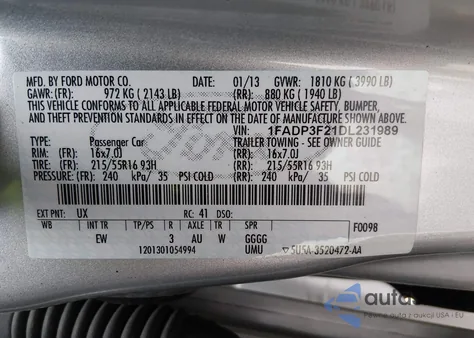 MFD. BY FORD MOTOR CO. DATE: 01/13 GVWR: 1810 KG ( 3990 LB)
GAWR:(FR): 972 KG ( 2143 LB) (RR): 880 KG ( 1940 LB)
THIS VEHICLE CONFORMS TO ALL APPLICABLE FEDERAL MOTOR VEHICLE SAFETY, BUMPER,
AND THEFT PREVENTION STANDARDS IN EFFECT ON THE DATE OF MANUFACTURE SHOWN ABOVE.
VIN: 1FADP3F21DL231989
TYPE: Passenger Car TRAILER TOWING - SEE OWNER GUIDE
RIM: (FR) 16x7.0J (RR): 16x7.0J
TIRE: (FR) 215/55R16 93H (RR): 215/55R16 93H
PRESSURE: (FR) 240 kPa/ 35 PSI COLD (RR): 240 kPa/ 35 PSI COLD
EXT PNT: UX RC: 41 DSO: F0098
WB INT TR TP/PS R AXLE TR SPR
EW 3 AU W GGGG
1201301054994 UMU 5U5A-3520472-AA